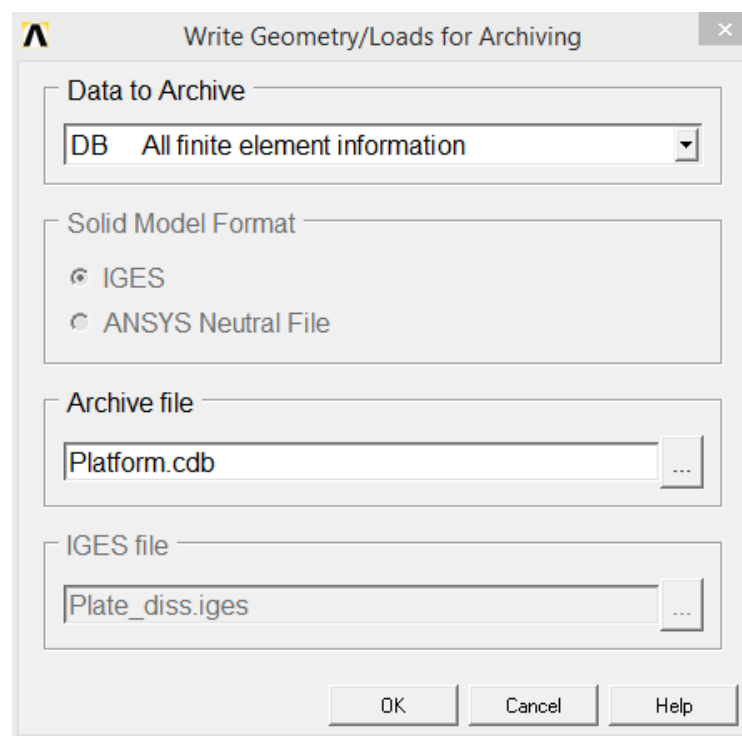 Write Geometry/Loads for Archiving
Data to Archive
DB All finite element information
Solid Model Format
IGES
ANSYS Neutral File
Archive file
Platform.cdb
...
IGES file
Plate_diss.iges
...
OK Cancel Help